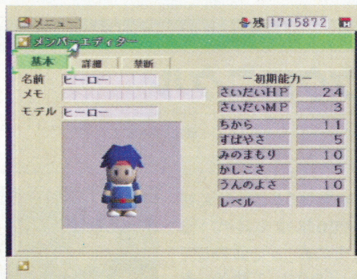 メニュー
残 1715872
メンバーエディター
基本 詳細 禁断
名前 ヒーロー
メモ
モデル ヒーロー
ー初期能力ー
さいだいHP 24
さいだいMP 3
ちから 11
すばやさ 5
みのまもり 10
かしこさ 5
うんのよさ 10
レベル 1